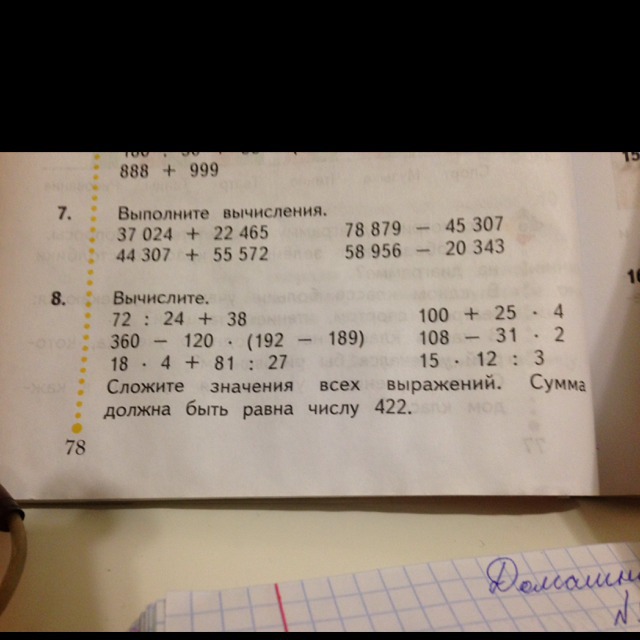 888 + 999
7. Выполните вычисления.
37 024 + 22 465 78 879 − 45 307
44 307 + 55 572 58 956 − 20 343
8. Вычислите.
72 : 24 + 38 100 + 25 · 4
360 − 120 · (192 − 189) 108 − 31 · 2
18 · 4 + 81 : 27 15 · 12 : 3
Сложите значения всех выражений. Сумма
должна быть равна числу 422.
78